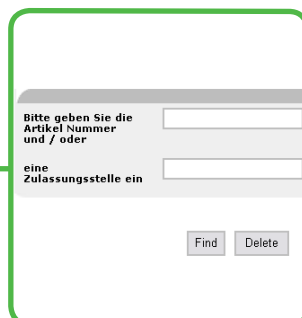 Bitte geben Sie die
Artikel Nummer
und / oder
eine
Zulassungsstelle ein
Find Delete